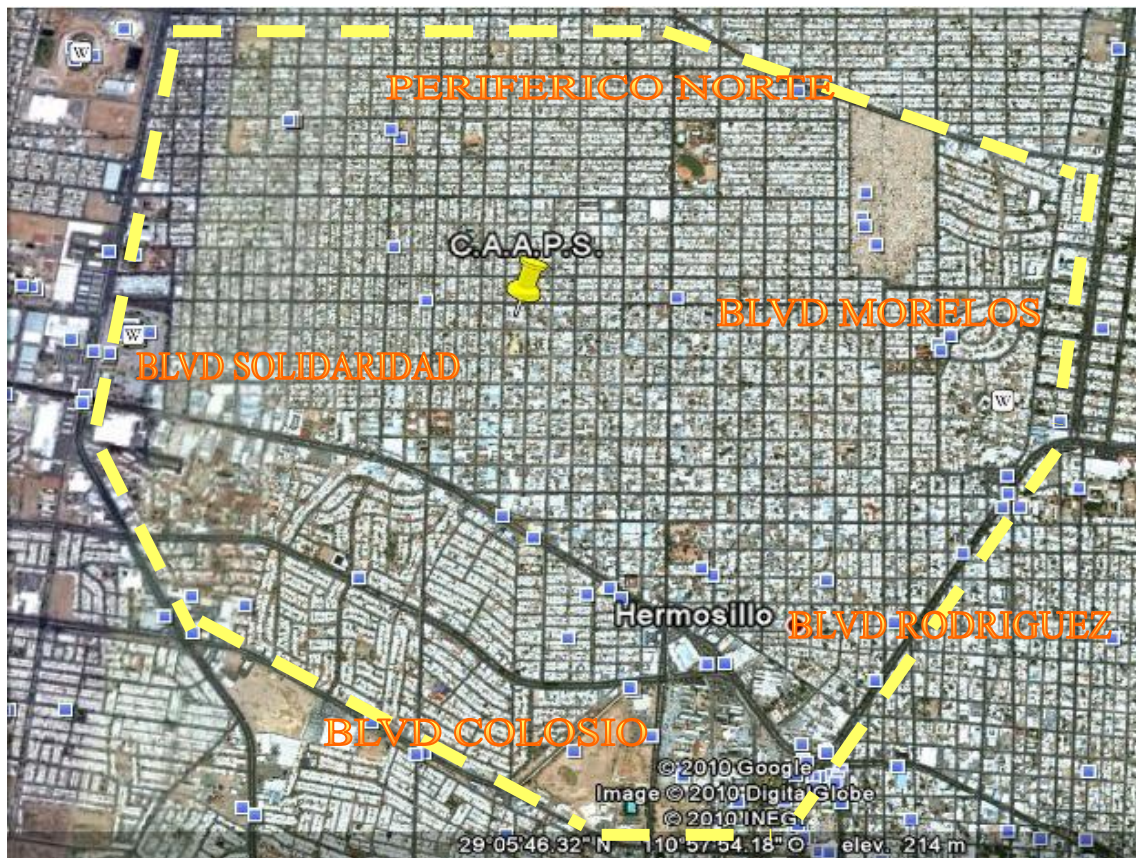 W
PERIFERICO NORTE
C.A.A.P.S.
BLVD MORELOS
W
BLVD SOLIDARIDAD
W
Hermosillo
BLVD RODRIGUEZ
BLVD COLOSIO
© 2010 Google
Image © 2010 DigitalGlobe
© 2010 INEGI
29°05'46.32" N 110°57'54.18" O elev. 214 m